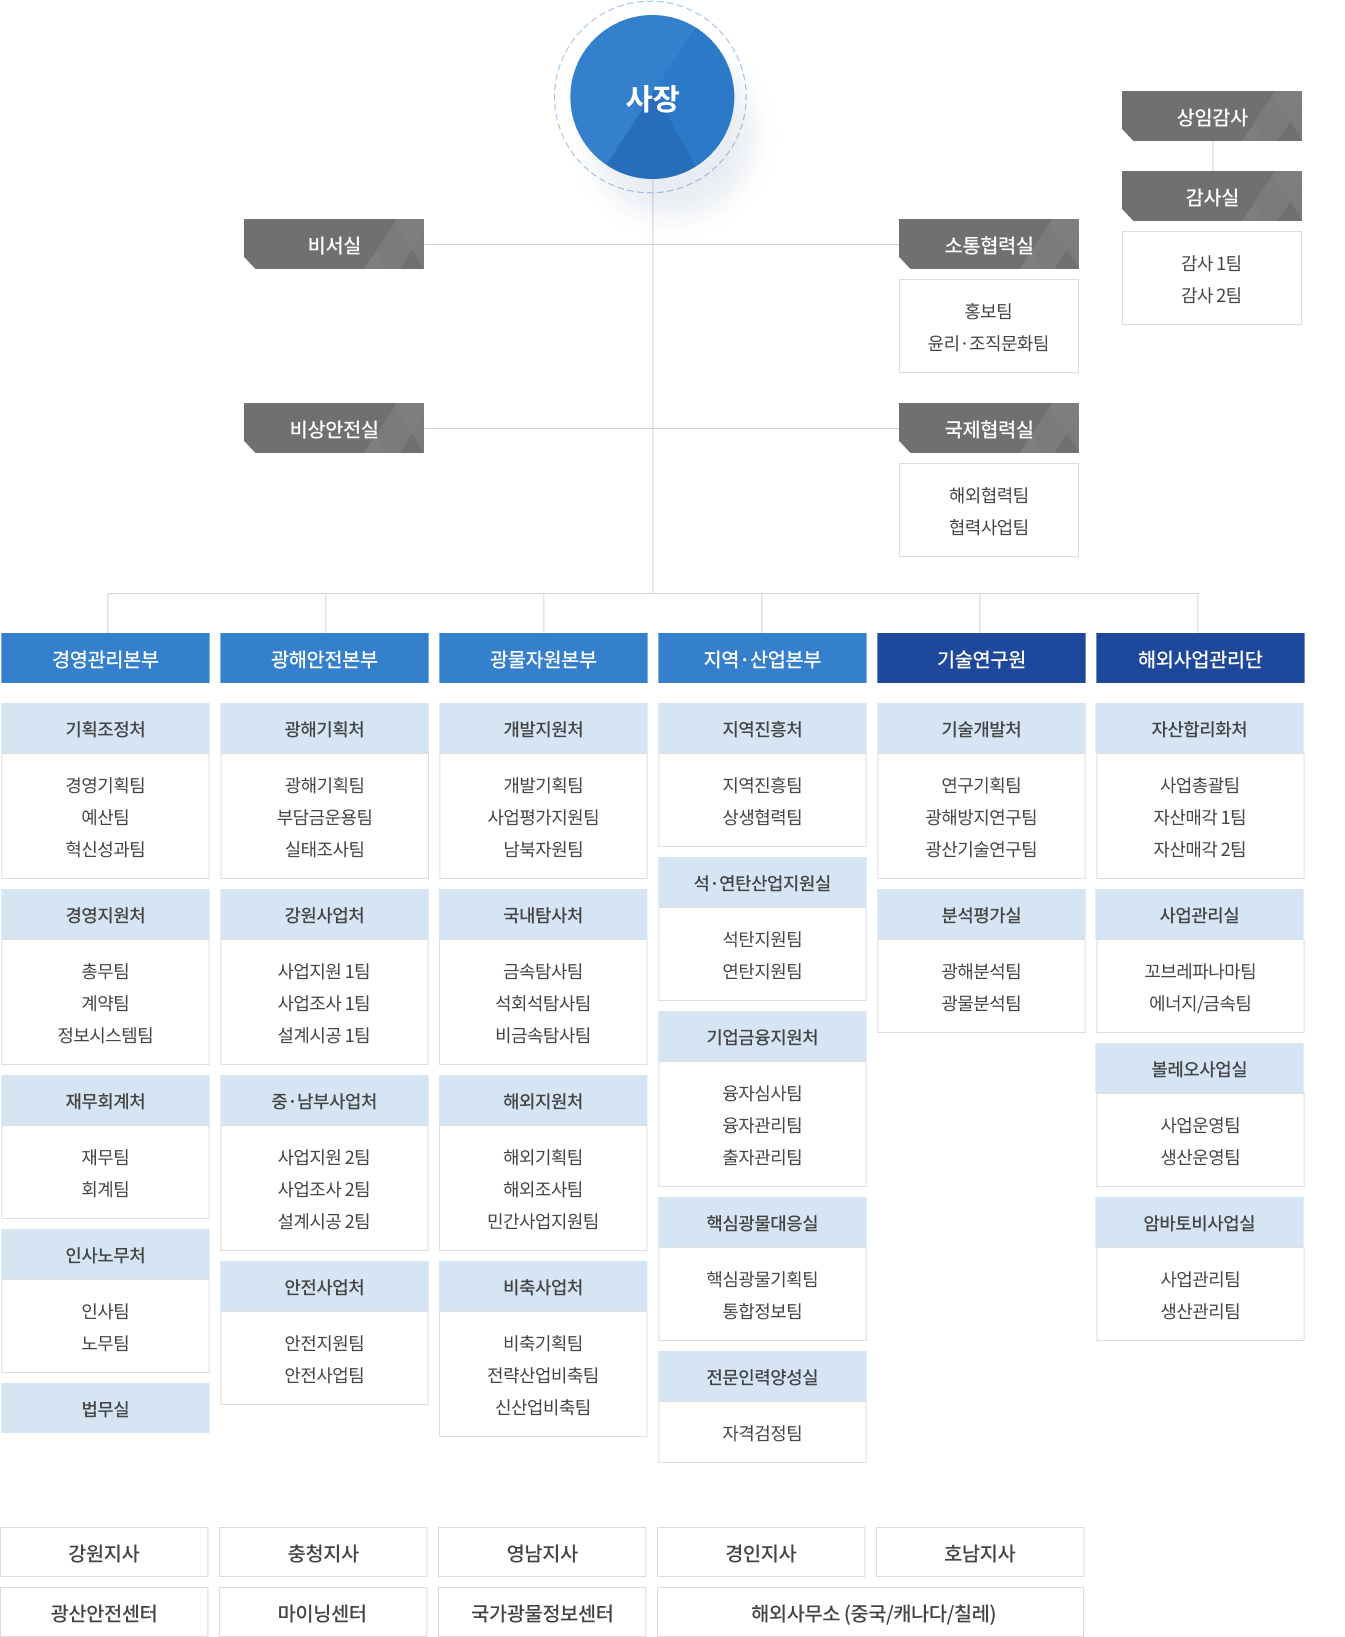 사장
상임감사
감사실
감사 1팀
감사 2팀
비서실
소통협력실
홍보팀
윤리·조직문화팀
비상안전실
국제협력실
해외협력팀
협력사업팀
경영관리본부
기획조정처
경영기획팀
예산팀
혁신성과팀
경영지원처
총무팀
계약팀
정보시스템팀
재무회계처
재무팀
회계팀
인사노무처
인사팀
노무팀
법무실
광해안전본부
광해기획처
광해기획팀
부담금운용팀
실태조사팀
강원사업처
사업지원 1팀
사업조사 1팀
설계시공 1팀
중·남부사업처
사업지원 2팀
사업조사 2팀
설계시공 2팀
안전사업처
안전지원팀
안전사업팀
광물자원본부
개발지원처
개발기획팀
사업평가지원팀
남북자원팀
국내탐사처
금속탐사팀
석회석탐사팀
비금속탐사팀
해외지원처
해외기획팀
해외조사팀
민간사업지원팀
비축사업처
비축기획팀
전략산업비축팀
신산업비축팀
지역·산업본부
지역진흥처
지역진흥팀
상생협력팀
석·연탄산업지원실
석탄지원팀
연탄지원팀
기업금융지원처
융자심사팀
융자관리팀
출자관리팀
핵심광물대응실
핵심광물기획팀
통합정보팀
전문인력양성실
자격검정팀
기술연구원
기술개발처
연구기획팀
광해방지연구팀
광산기술연구팀
분석평가실
광해분석팀
광물분석팀
해외사업관리단
자산합리화처
사업총괄팀
자산매각 1팀
자산매각 2팀
사업관리실
꼬브레파나마팀
에너지/금속팀
볼레오사업실
사업운영팀
생산운영팀
암바토비사업실
사업관리팀
생산관리팀
강원지사
충청지사
영남지사
경인지사
호남지사
광산안전센터
마이닝센터
국가광물정보센터
해외사무소 (중국/캐나다/칠레)